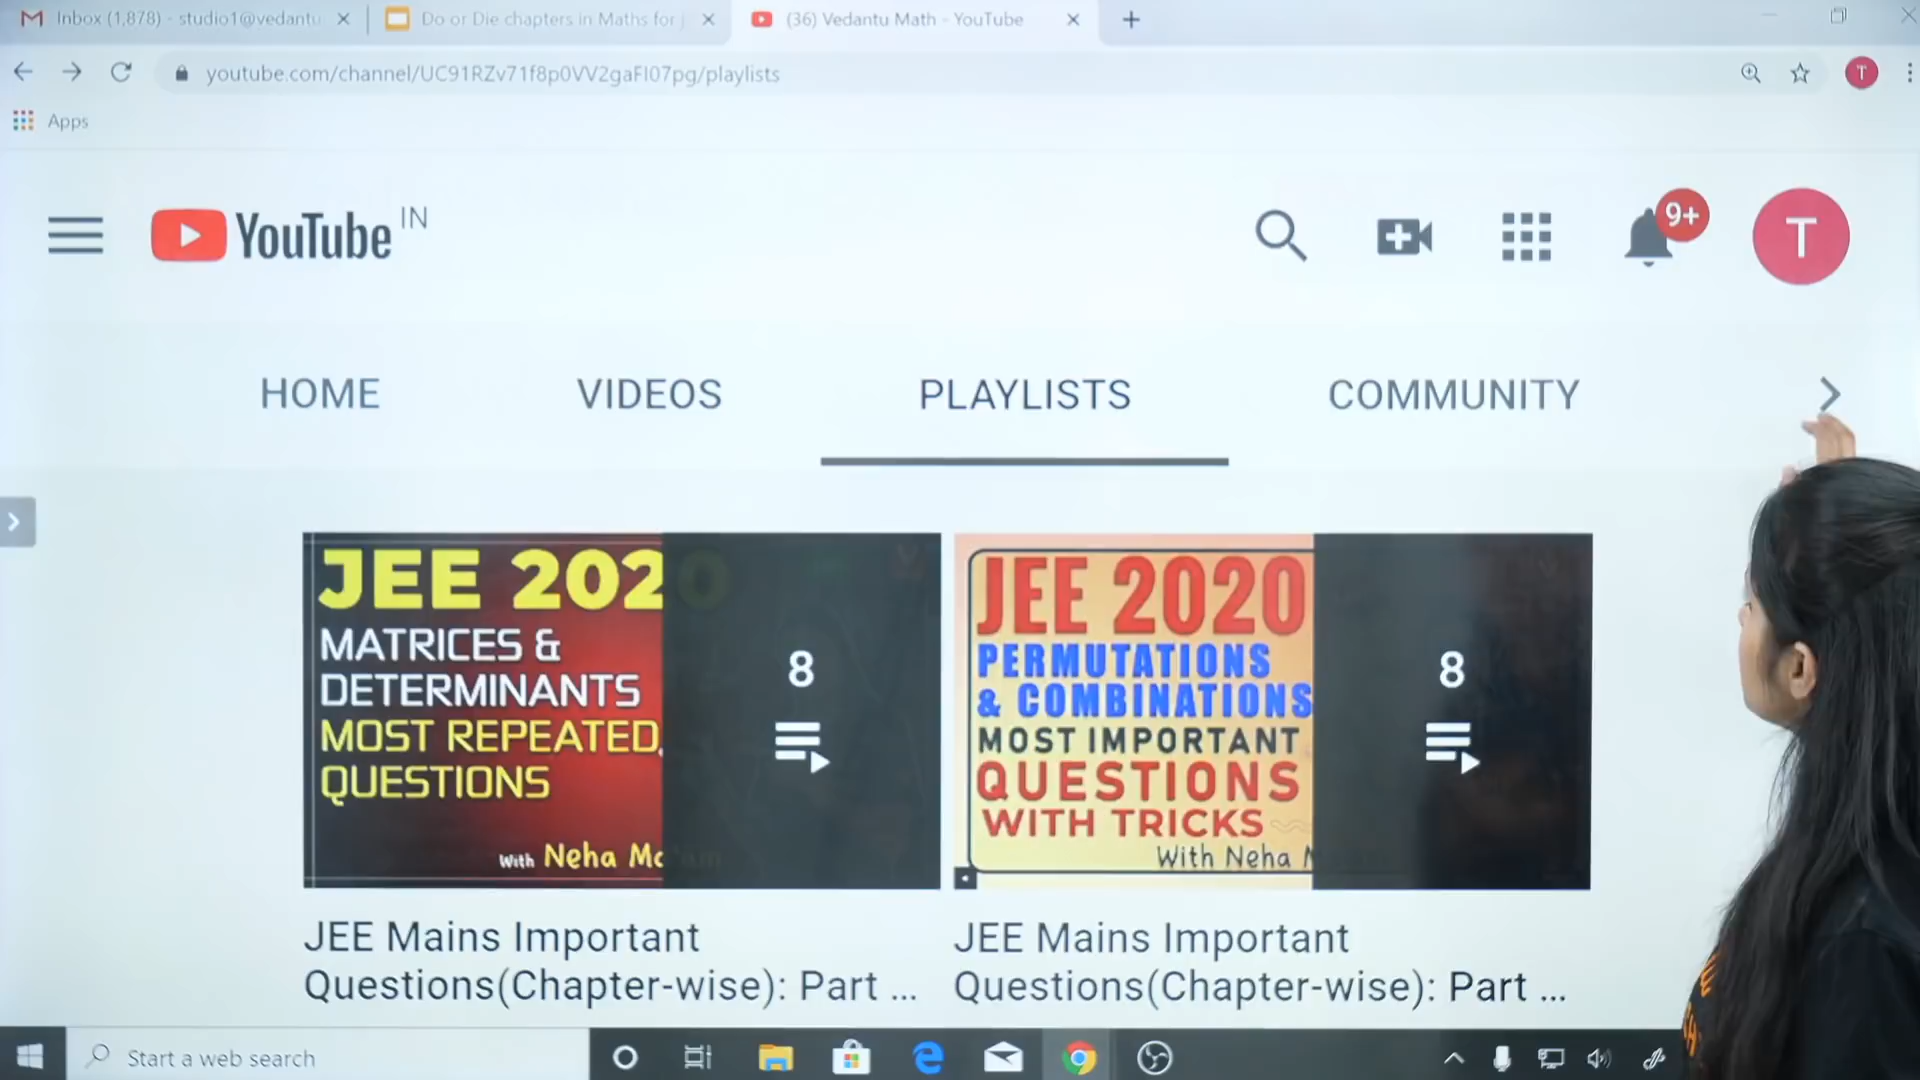 Inbox (1,878) - studio1@vedantu
Do or Die chapters in Maths for
(36) Vedantu Math - YouTube
youtube.com/channel/UC91RZv71f8p0VV2gaFI07pg/playlists
T
Apps
YouTube IN
9+
T
HOME
VIDEOS
PLAYLISTS
COMMUNITY
JEE 2020
MATRICES &
DETERMINANTS
MOST REPEATED
QUESTIONS
With Neha Ma'am
8
JEE 2020
PERMUTATIONS
& COMBINATIONS
MOST IMPORTANT
QUESTIONS
WITH TRICKS
With Neha
8
JEE Mains Important
Questions(Chapter-wise): Part ...
JEE Mains Important
Questions(Chapter-wise): Part ...
Start a web search